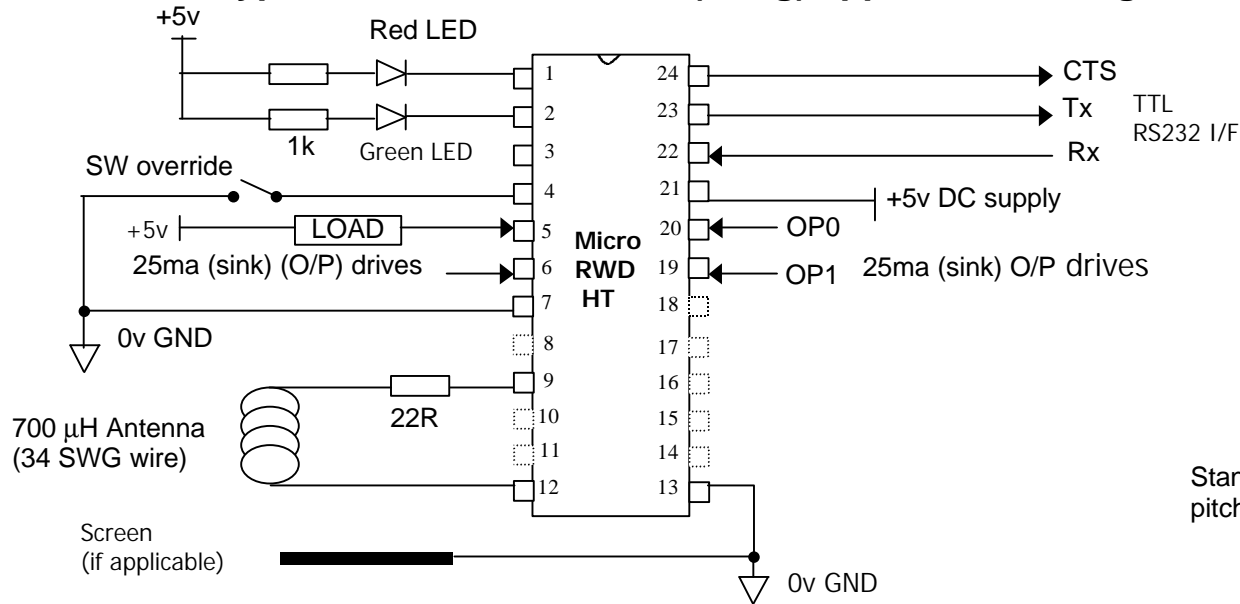 +5v
Red LED
1k
Green LED
SW override
+5v
LOAD
25ma (sink) (O/P) drives
0v GND
22R
700 μH Antenna
(34 SWG wire)
Screen
(if applicable)
1
2
3
4
5
6
7
8
9
10
11
12
Micro
RWD
HT
24
23
22
21
20
19
18
17
16
15
14
13
CTS
Tx
TTL
RS232 I/F
Rx
+5v DC supply
OP0
OP1
25ma (sink) O/P drives
0v GND
Stan
pitch